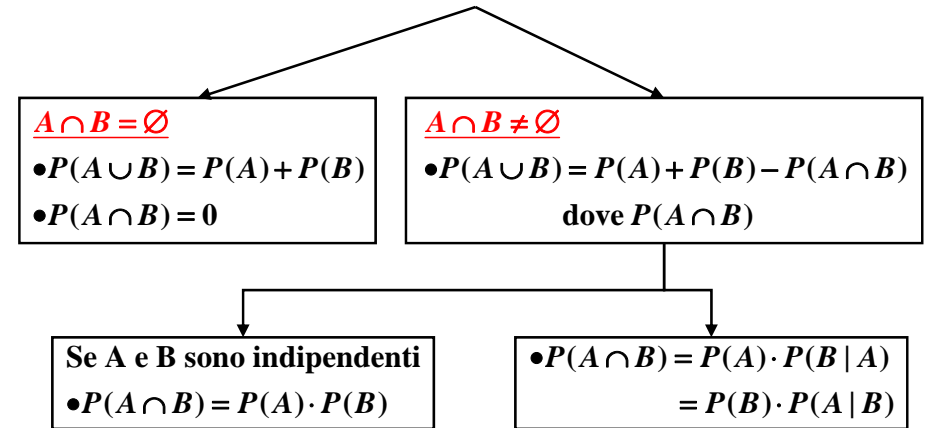 A ∩ B = ∅
•P(A ∪ B) = P(A) + P(B)
•P(A ∩ B) = 0
A ∩ B ≠ ∅
•P(A ∪ B) = P(A) + P(B) − P(A ∩ B)
dove P(A ∩ B)
Se A e B sono indipendenti
•P(A ∩ B) = P(A) · P(B)
•P(A ∩ B) = P(A) · P(B | A)
= P(B) · P(A | B)